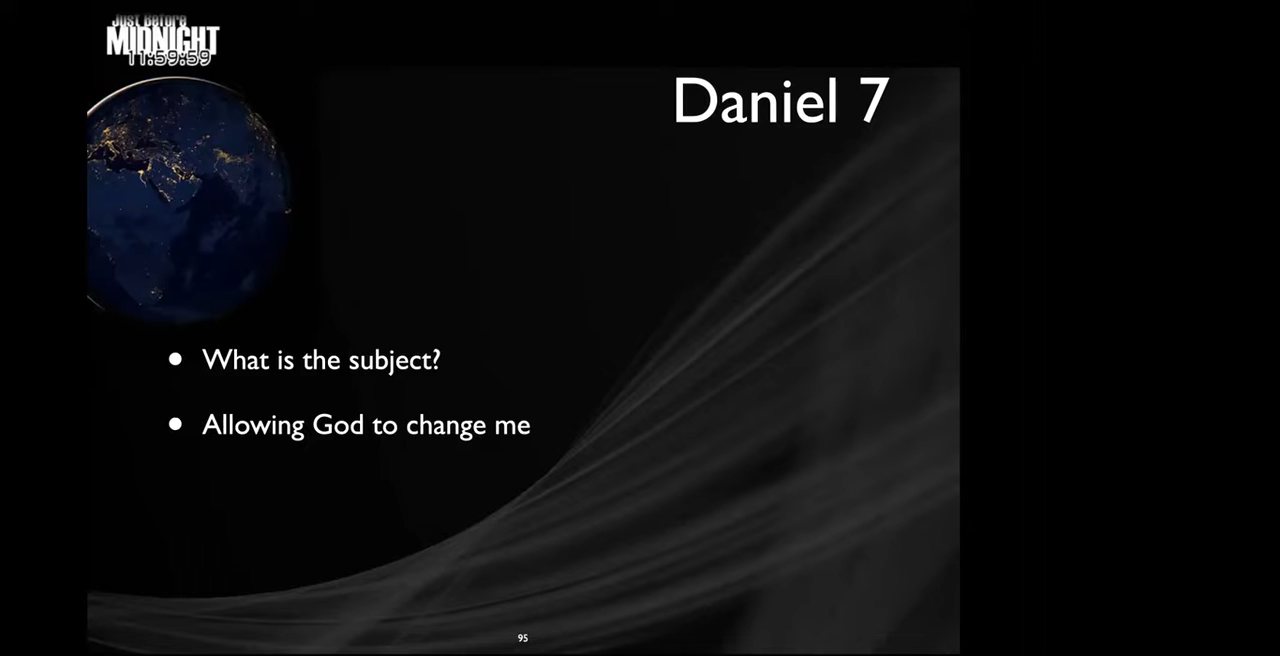 Just Before
MIDNIGHT
11:59:59
Daniel 7
• What is the subject?
• Allowing God to change me
95